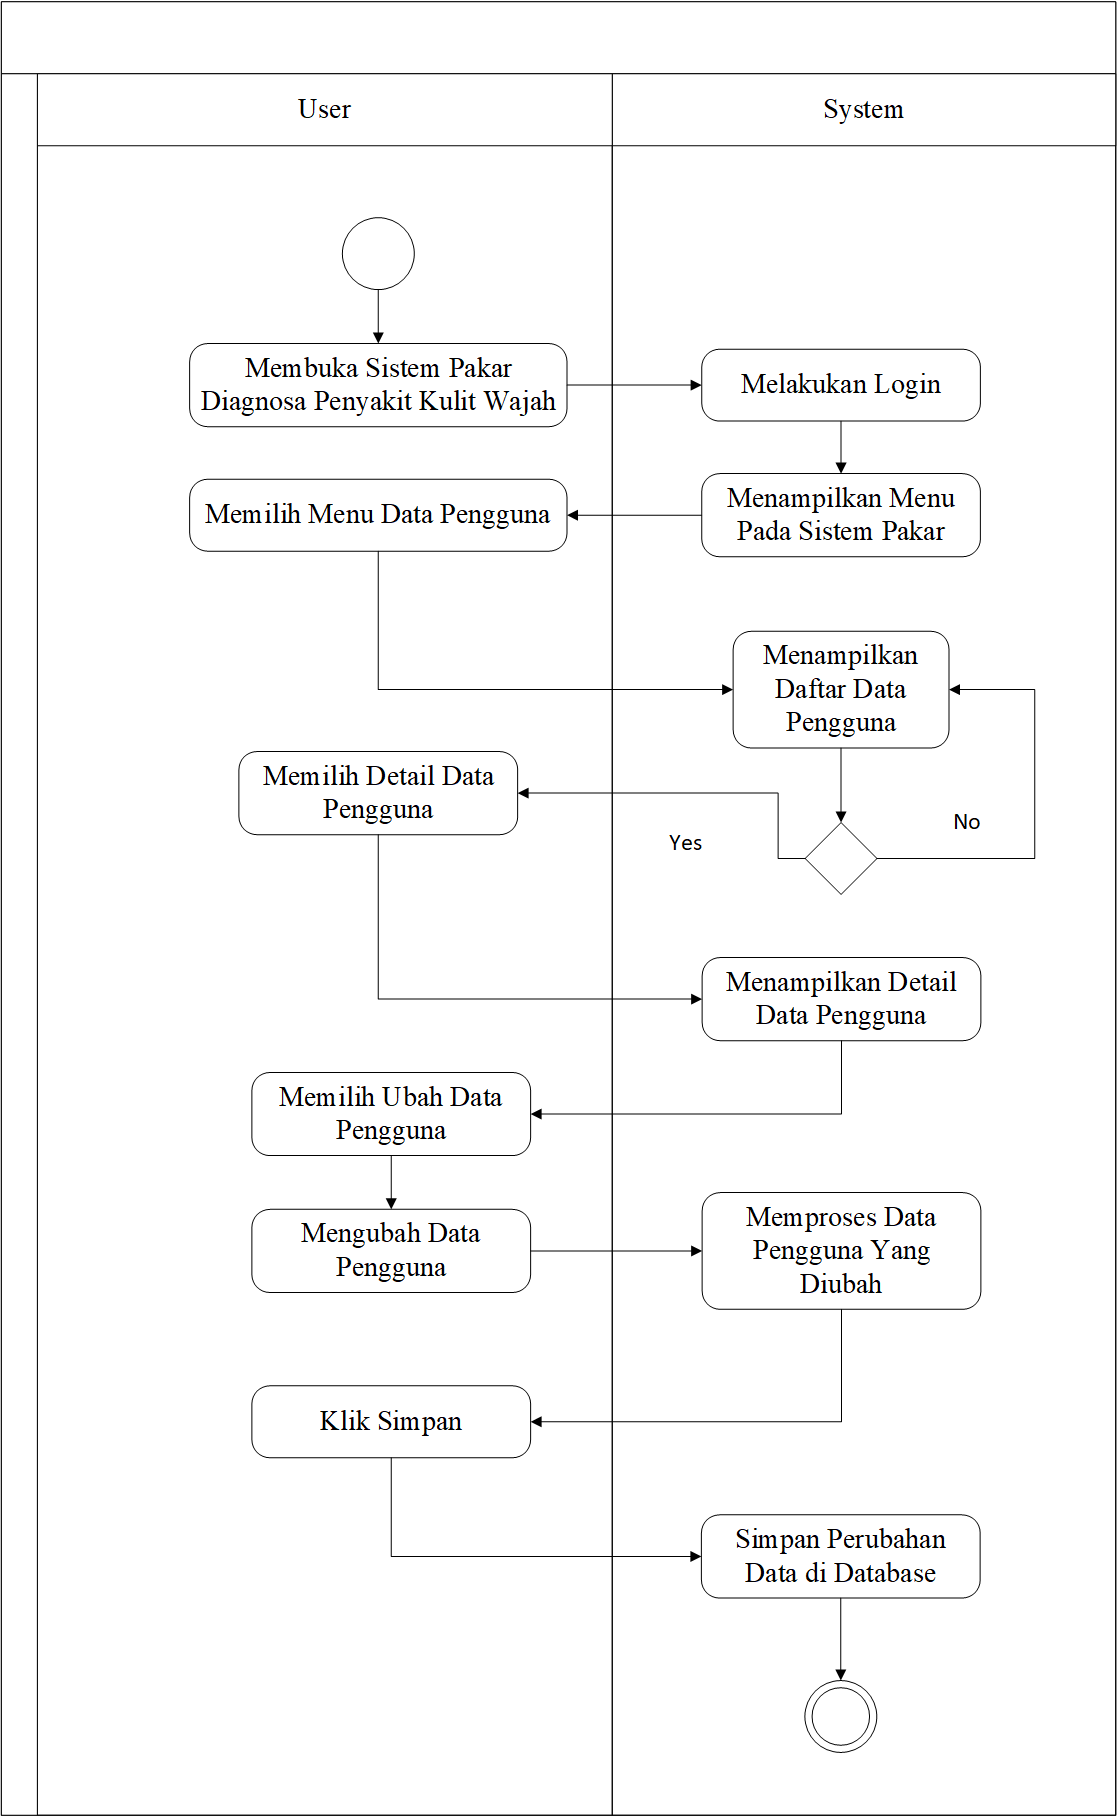 User
System
Membuka Sistem Pakar
Diagnosa Penyakit Kulit Wajah
Melakukan Login
Menampilkan Menu
Pada Sistem Pakar
Memilih Menu Data Pengguna
Menampilkan
Daftar Data
Pengguna
Memilih Detail Data
Pengguna
Yes
No
Menampilkan Detail
Data Pengguna
Memilih Ubah Data
Pengguna
Mengubah Data
Pengguna
Memproses Data
Pengguna Yang
Diubah
Klik Simpan
Simpan Perubahan
Data di Database